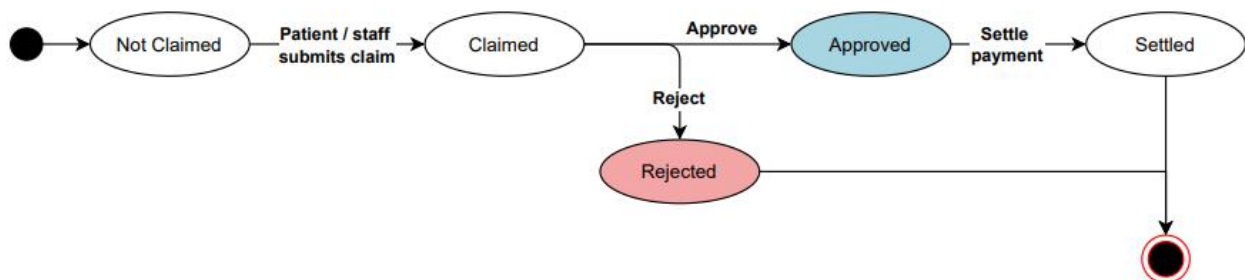 Not Claimed
Patient / staff
submits claim
Claimed
Approve
Approved
Settle
payment
Settled
Reject
Rejected